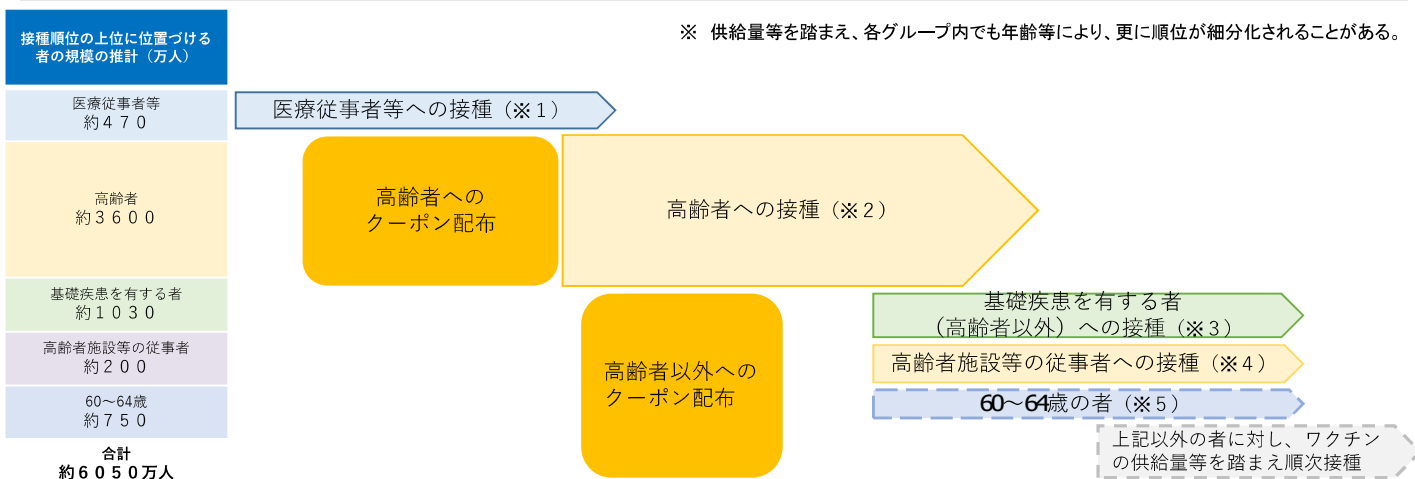 接種順位の上位に位置づける
者の規模の推計（万人）
※ 供給量等を踏まえ、各グループ内でも年齢等により、更に順位が細分化されることがある。
医療従事者等
約４７０
医療従事者等への接種（※１）
高齢者
約３６００
高齢者への
クーポン配布
高齢者への接種（※２）
基礎疾患を有する者
約１０３０
基礎疾患を有する者
（高齢者以外）への接種（※３）
高齢者施設等の従事者
約２００
高齢者以外への
クーポン配布
高齢者施設等の従事者への接種（※４）
60～64歳
約７５０
60～64歳の者（※５）
上記以外の者に対し、ワクチン
の供給量等を踏まえ順次接種
合計
約６０５０万人